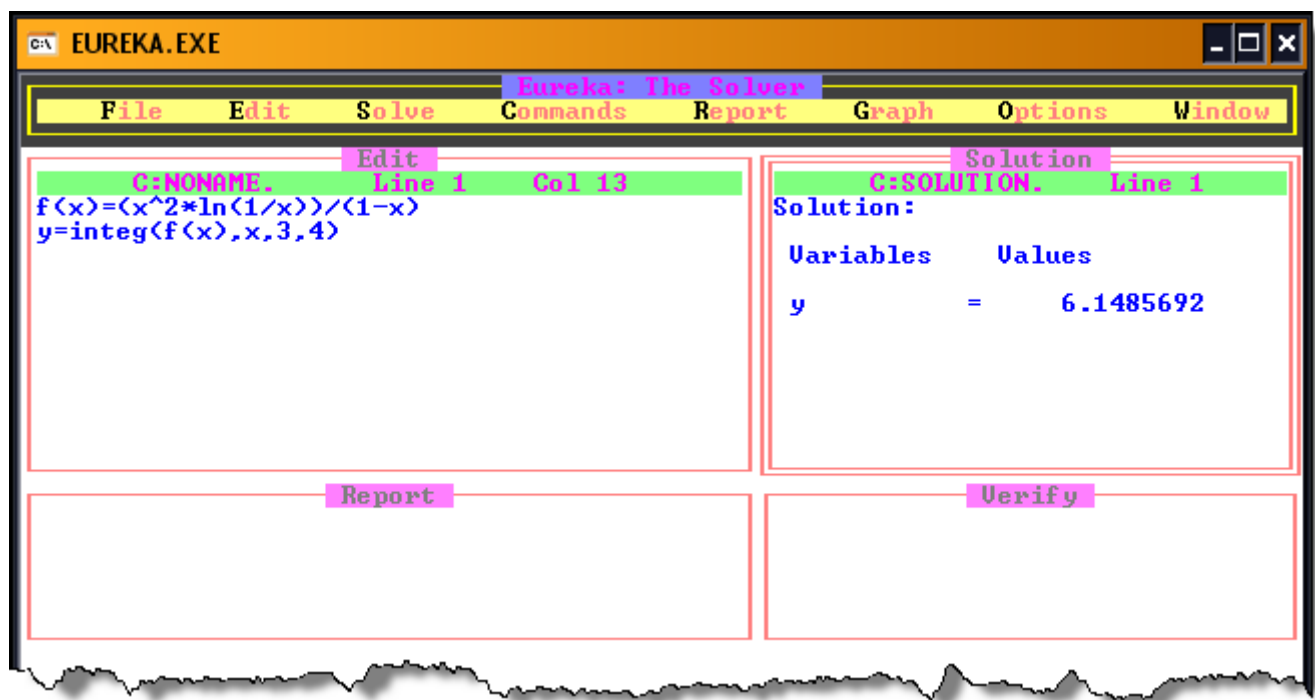 C:\ EUREKA.EXE
Eureka: The Solver
File Edit Solve Commands Report Graph Options Window
Edit
C:NONAME. Line 1 Col 13
f(x)=(x^2*ln(1/x))/(1-x)
y=integ(f(x),x,3,4)
Solution
C:SOLUTION. Line 1
Solution:
Variables Values
y = 6.1485692
Report
Verify